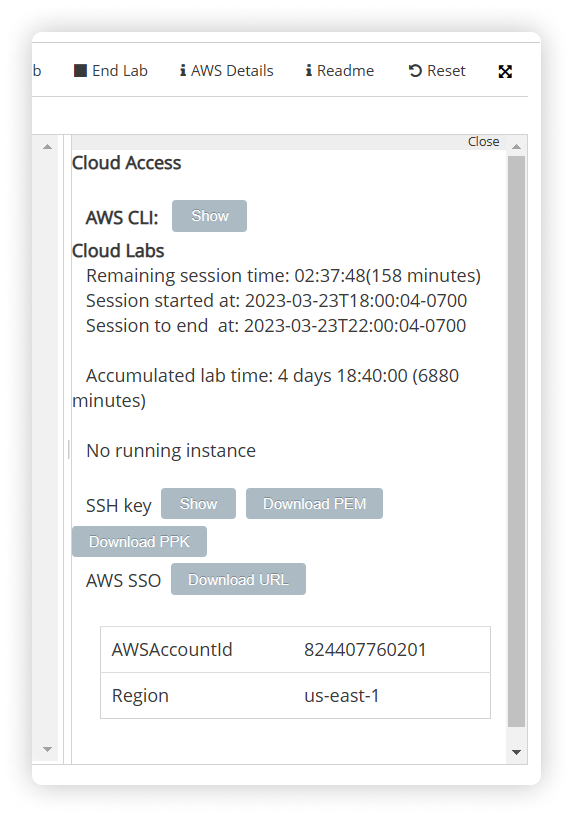 b End Lab AWS Details Readme Reset
Close
Cloud Access
AWS CLI: Show
Cloud Labs
Remaining session time: 02:37:48(158 minutes)
Session started at: 2023-03-23T18:00:04-0700
Session to end at: 2023-03-23T22:00:04-0700
Accumulated lab time: 4 days 18:40:00 (6880
minutes)
No running instance
SSH key Show Download PEM
Download PPK
AWS SSO Download URL
AWSAccountId 824407760201
Region us-east-1